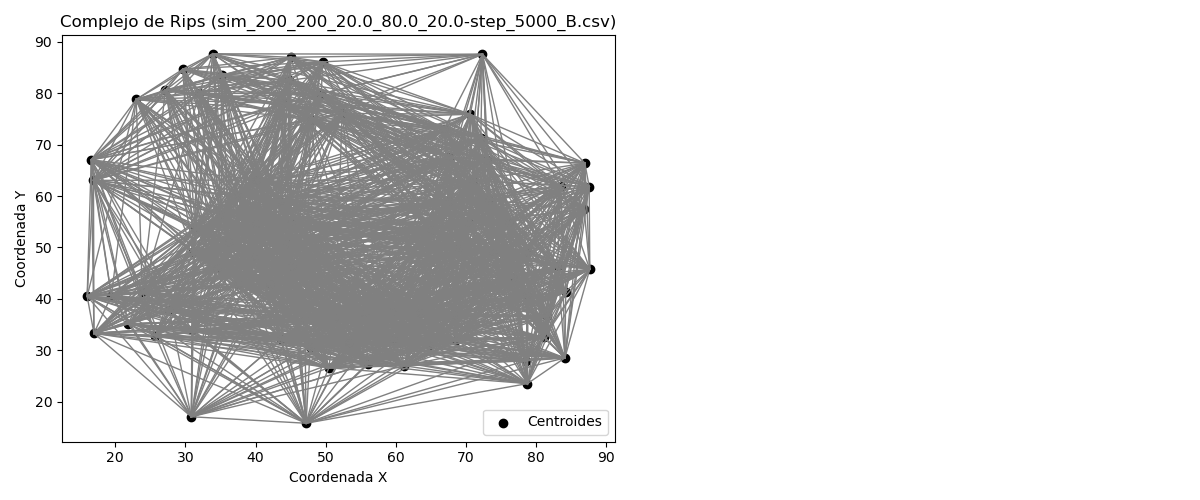 Complejo de Rips (sim_200_200_20.0_80.0_20.0-step_5000_B.csv)
90
80
70
60
50
40
30
20
Coordenada Y
Centroides
20 30 40 50 60 70 80 90
Coordenada X